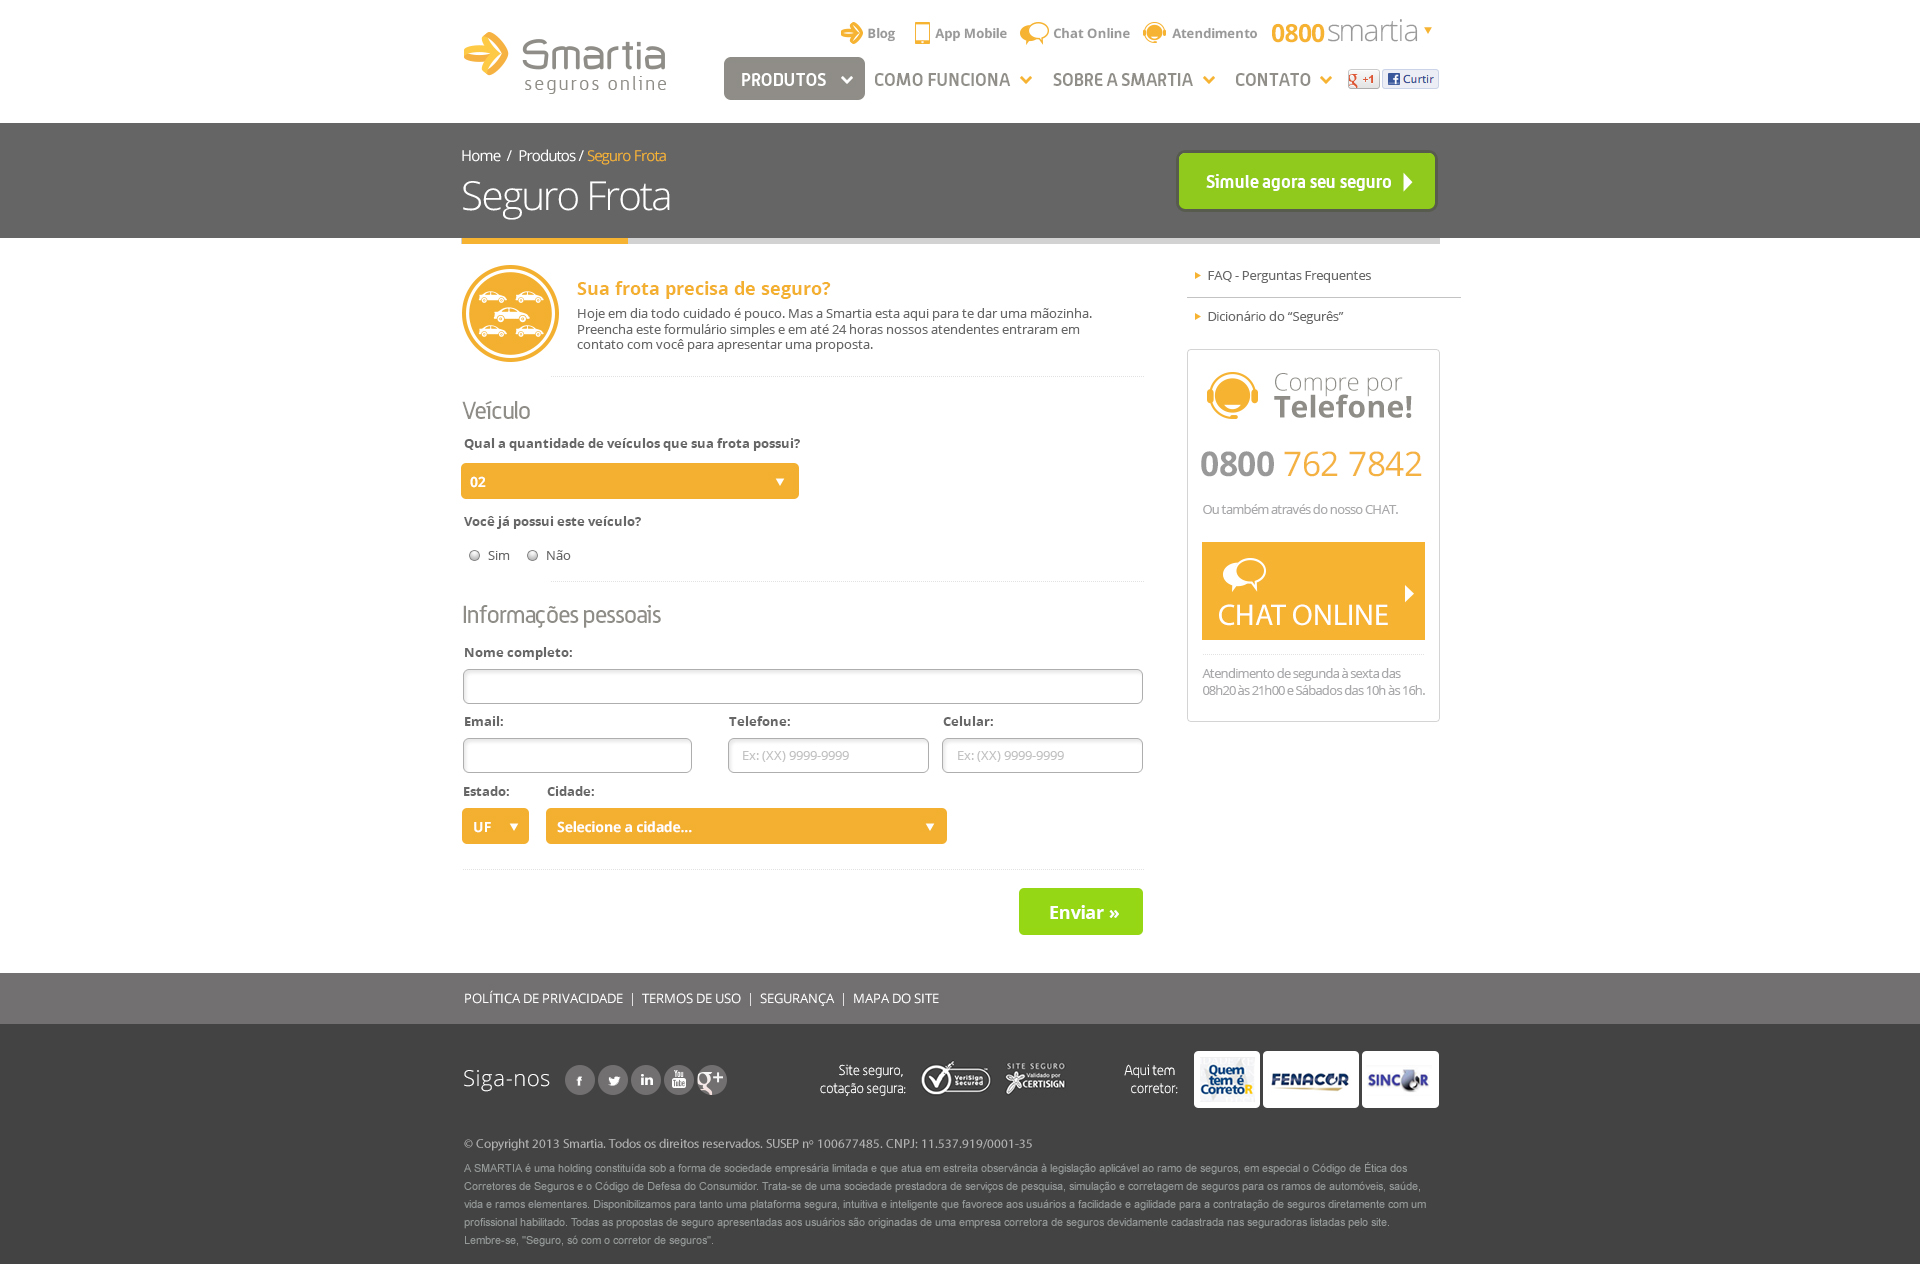 Smartia
seguros online
Blog
App Mobile
Chat Online
Atendimento
0800 smartia
PRODUTOS
COMO FUNCIONA
SOBRE A SMARTIA
CONTATO
g +1
Curtir
Home / Produtos / Seguro Frota
Seguro Frota
Simule agora seu seguro
Sua frota precisa de seguro?
Hoje em dia todo cuidado é pouco. Mas a Smartia esta aqui para te dar uma mãozinha.
Preencha este formulário simples e em até 24 horas nossos atendentes entraram em
contato com você para apresentar uma proposta.
FAQ - Perguntas Frequentes
Dicionário do “Segurês”
Compre por
Telefone!
0800 762 7842
Ou também através do nosso CHAT.
CHAT ONLINE
Atendimento de segunda à sexta das
08h20 às 21h00 e Sábados das 10h às 16h.
Veículo
Qual a quantidade de veículos que sua frota possui?
02
Você já possui este veículo?
Sim
Não
Informações pessoais
Nome completo:
Email:
Telefone:
Celular:
Ex: (XX) 9999-9999
Ex: (XX) 9999-9999
Estado:
Cidade:
UF
Selecione a cidade...
Enviar »
POLÍTICA DE PRIVACIDADE | TERMOS DE USO | SEGURANÇA | MAPA DO SITE
Siga-nos
f
in
You Tube
g+
Site seguro,
cotação segura:
VeriSign
Secured
SITE SEGURO
Validado por
CERTISIGN
Aqui tem
corretor:
Quem
tem é
CorretoR
FENACOR
SINCOR
© Copyright 2013 Smartia. Todos os direitos reservados. SUSEP nº 100677485. CNPJ: 11.537.919/0001-35
A SMARTIA é uma holding constituída sob a forma de sociedade empresária limitada e que atua em estreita observância à legislação aplicável ao ramo de seguros, em especial o Código de Ética dos
Corretores de Seguros e o Código de Defesa do Consumidor. Trata-se de uma sociedade prestadora de serviços de pesquisa, simulação e corretagem de seguros para os ramos de automóveis, saúde,
vida e ramos elementares. Disponibilizamos para tanto uma plataforma segura, intuitiva e inteligente que favorece aos usuários a facilidade e agilidade para a contratação de seguros diretamente com um
profissional habilitado. Todas as propostas de seguro apresentadas aos usuários são originadas de uma empresa corretora de seguros devidamente cadastrada nas seguradoras listadas pelo site.
Lembre-se, "Seguro, só com o corretor de seguros".